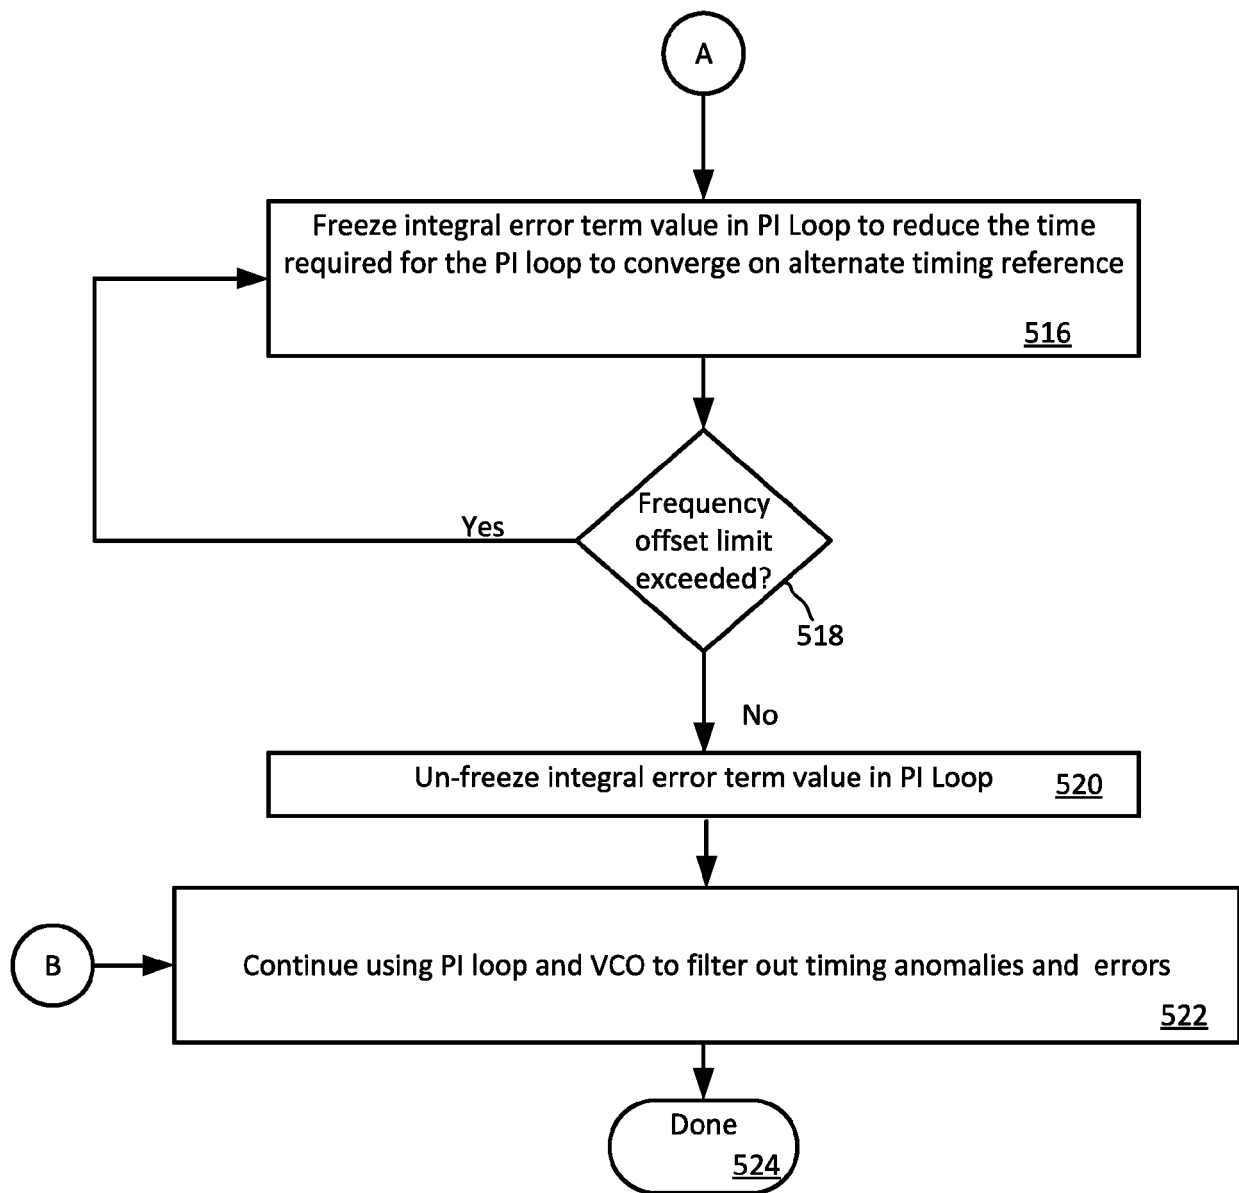 A
Freeze integral error term value in PI Loop to reduce the time
required for the PI loop to converge on alternate timing reference
516
Frequency
offset limit
exceeded?
Yes
518
No
Un-freeze integral error term value in PI Loop
520
B
Continue using PI loop and VCO to filter out timing anomalies and errors
522
Done
524